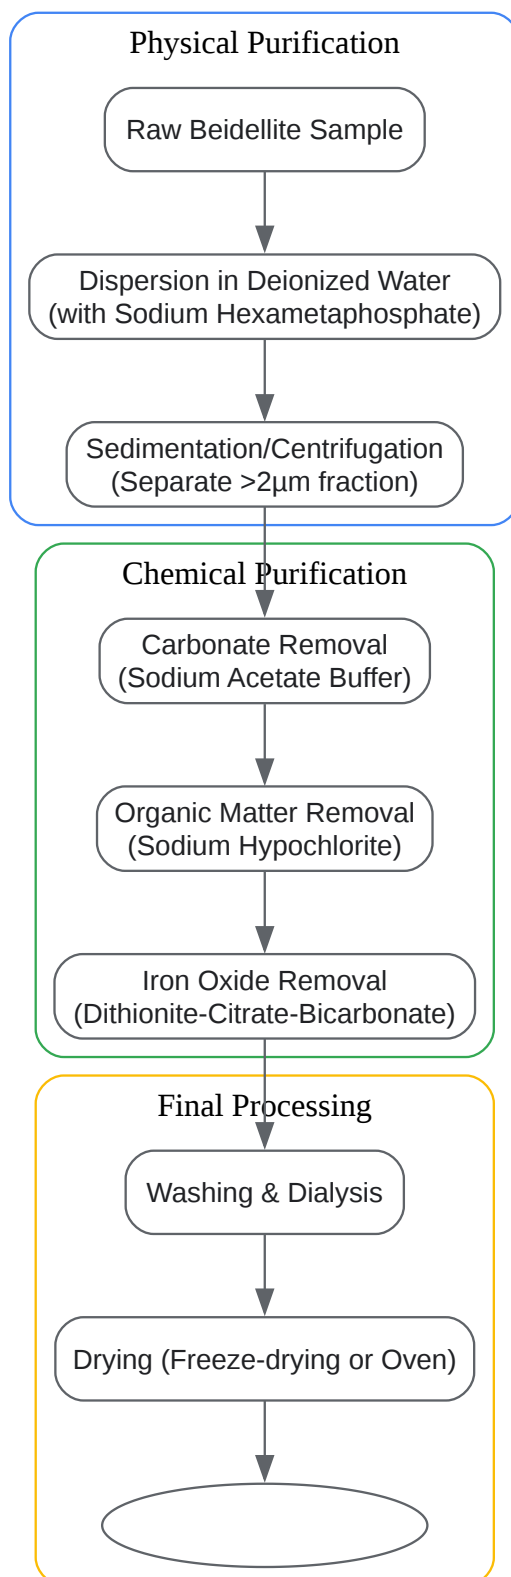 Physical Purification
Raw Beidellite Sample
Dispersion in Deionized Water
(with Sodium Hexametaphosphate)
Sedimentation/Centrifugation
(Separate >2µm fraction)
Chemical Purification
Carbonate Removal
(Sodium Acetate Buffer)
Organic Matter Removal
(Sodium Hypochlorite)
Iron Oxide Removal
(Dithionite-Citrate-Bicarbonate)
Final Processing
Washing & Dialysis
Drying (Freeze-drying or Oven)